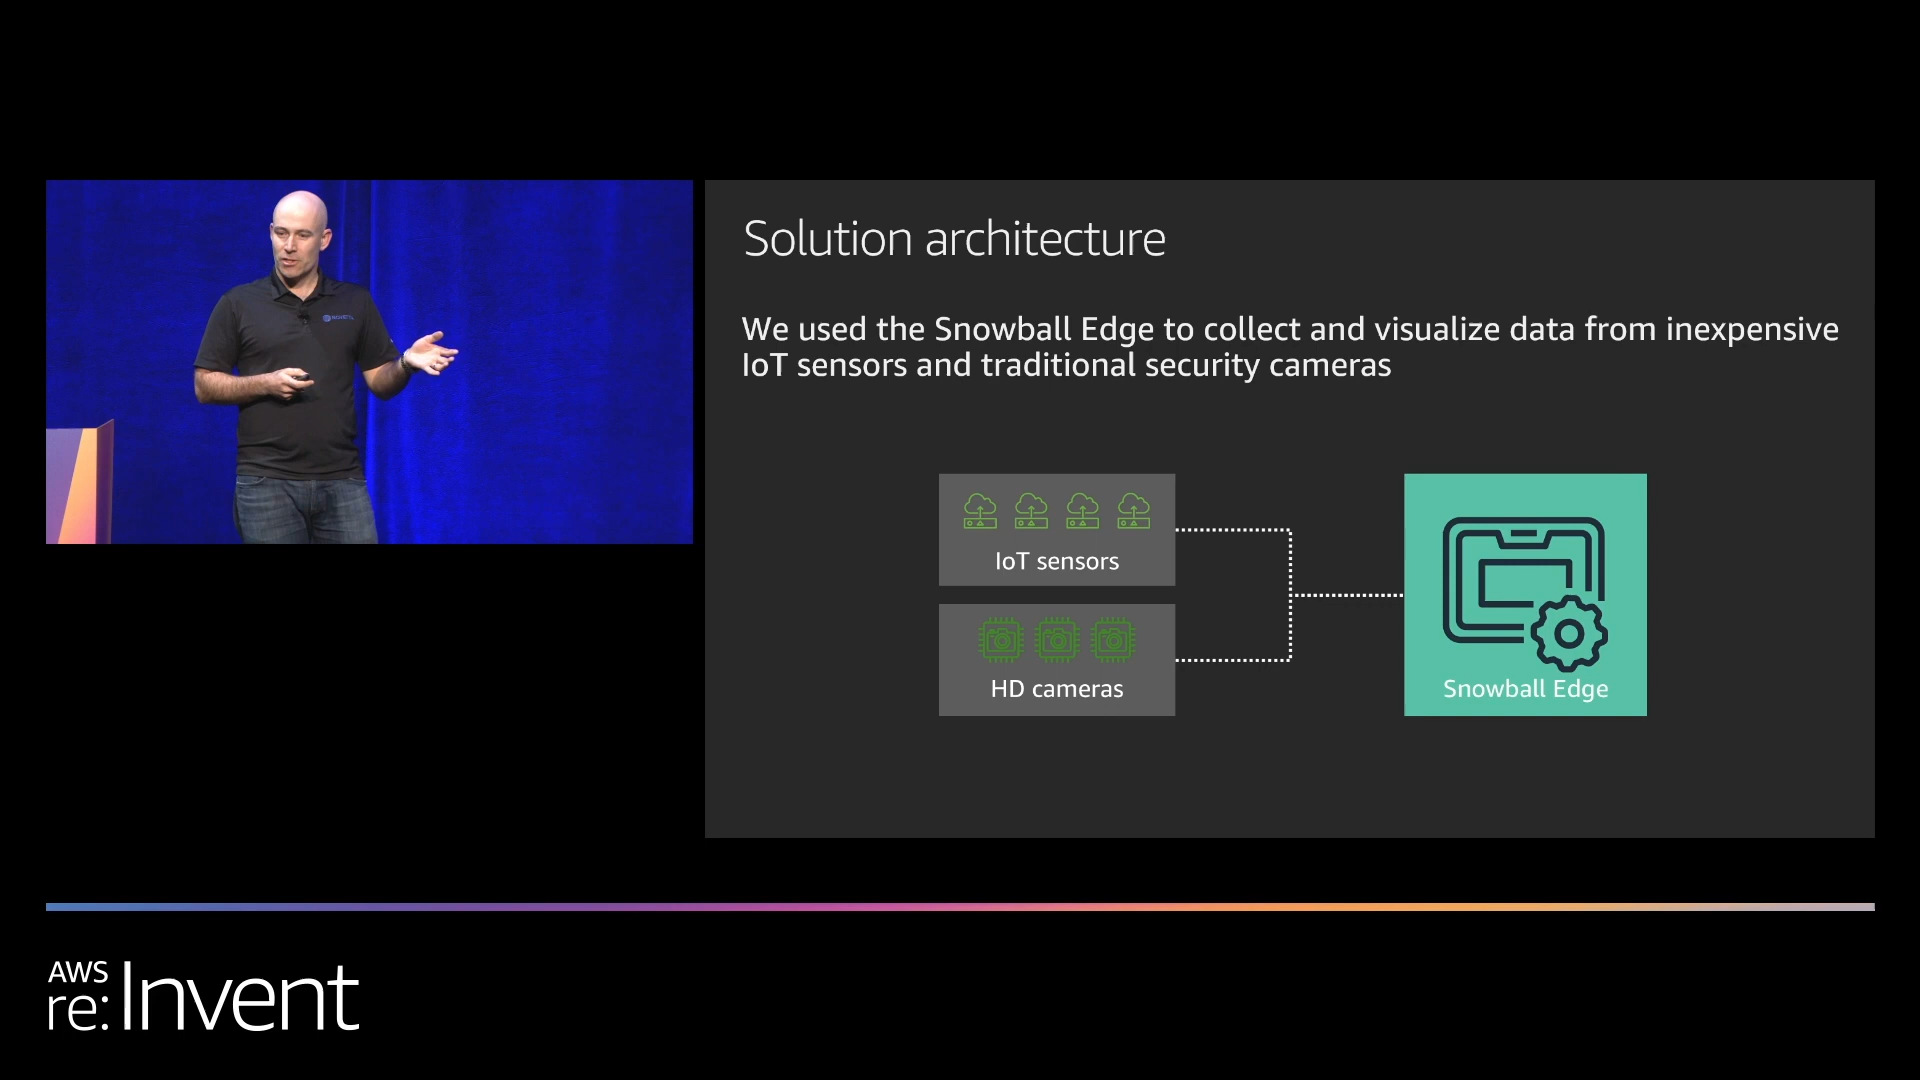 Solution architecture
We used the Snowball Edge to collect and visualize data from inexpensive
IoT sensors and traditional security cameras
IoT sensors
HD cameras
Snowball Edge
AWS
re:Invent